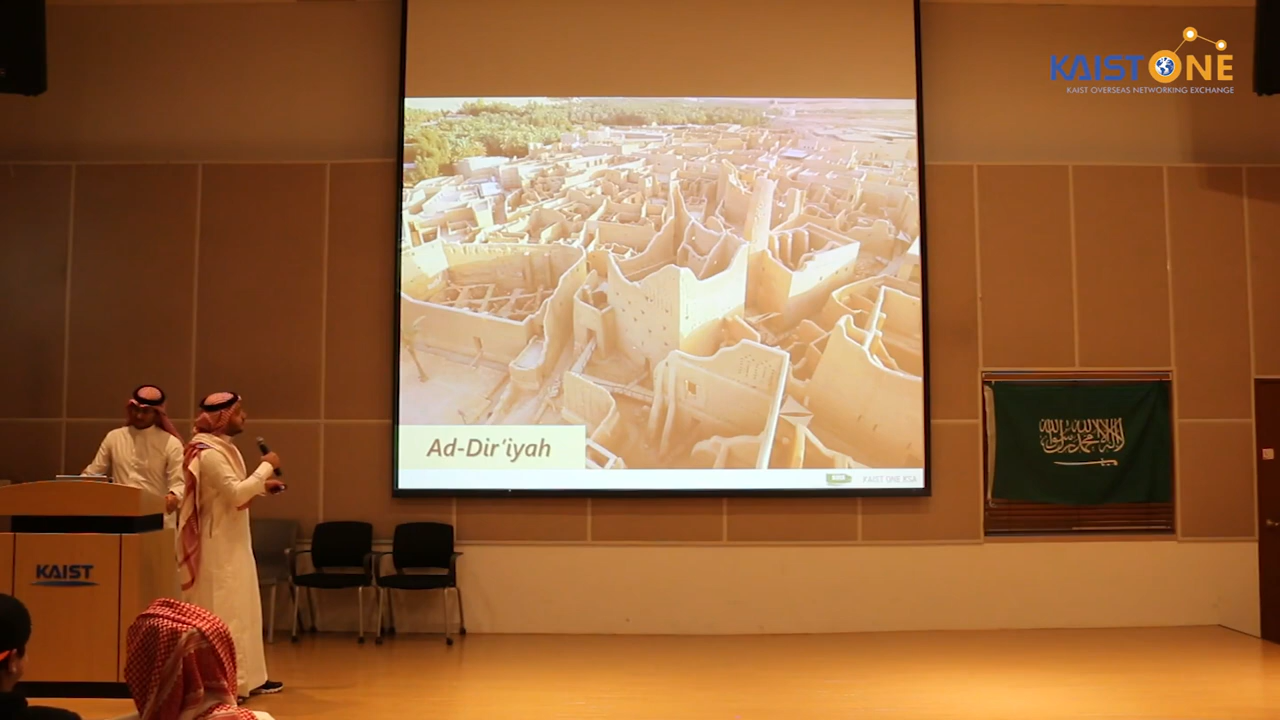 KAIST ONE
KAIST OVERSEAS NETWORKING EXCHANGE
Ad-Dir'iyah
KAIST ONE KSA
لا إله إلا الله محمد رسول الله
KAIST